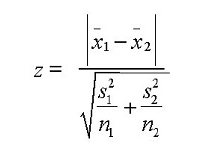 z = |x̄₁ − x̄₂| / √(s₁²/n₁ + s₂²/n₂)